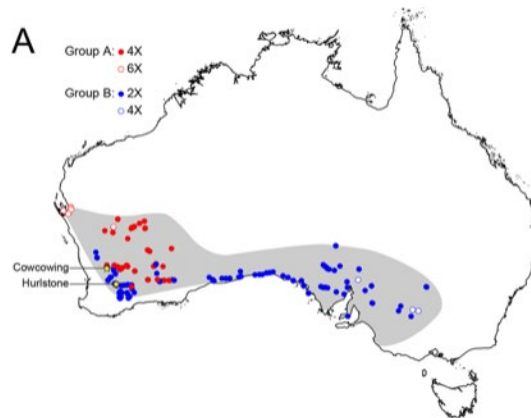 A
Group A: 4X
6X
Group B: 2X
4X
Cowcowing
Hurlstone